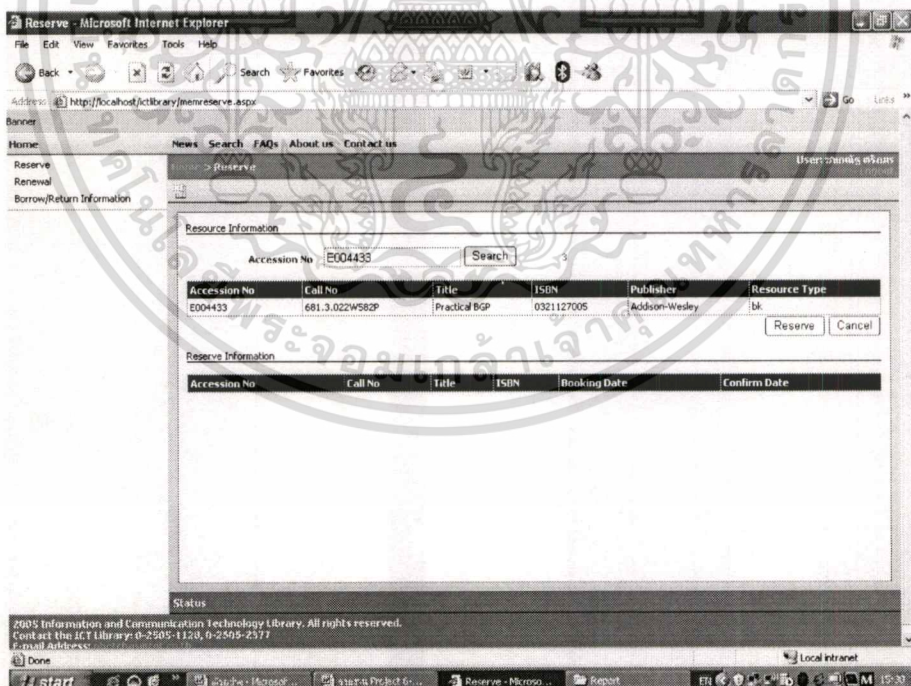 Reserve - Microsoft Internet Explorer
File Edit View Favorites Tools Help
Back Search Favorites
Address http://localhost/ictlibrary/memreserve.aspx Go Links »
Banner
Home News Search FAQs About us Contact us
Reserve
Renewal
Borrow/Return Information
Home > Reserve User:
Logout
Resource Information
Accession No E004433 Search 3
Accession No Call No Title ISBN Publisher Resource Type
E004433 681.3.022W582P Practical BGP 0321127005 Addison-Wesley bk
Reserve Cancel
Reserve Information
Accession No Call No Title ISBN Booking Date Confirm Date
Status
2005 Information and Communication Technology Library. All rights reserved.
Contact the ICT Library: 0-2505-1120, 0-2505-2377
E-mail Address:
Done Local intranet
start Reserve - Microso... Report EN 15:30